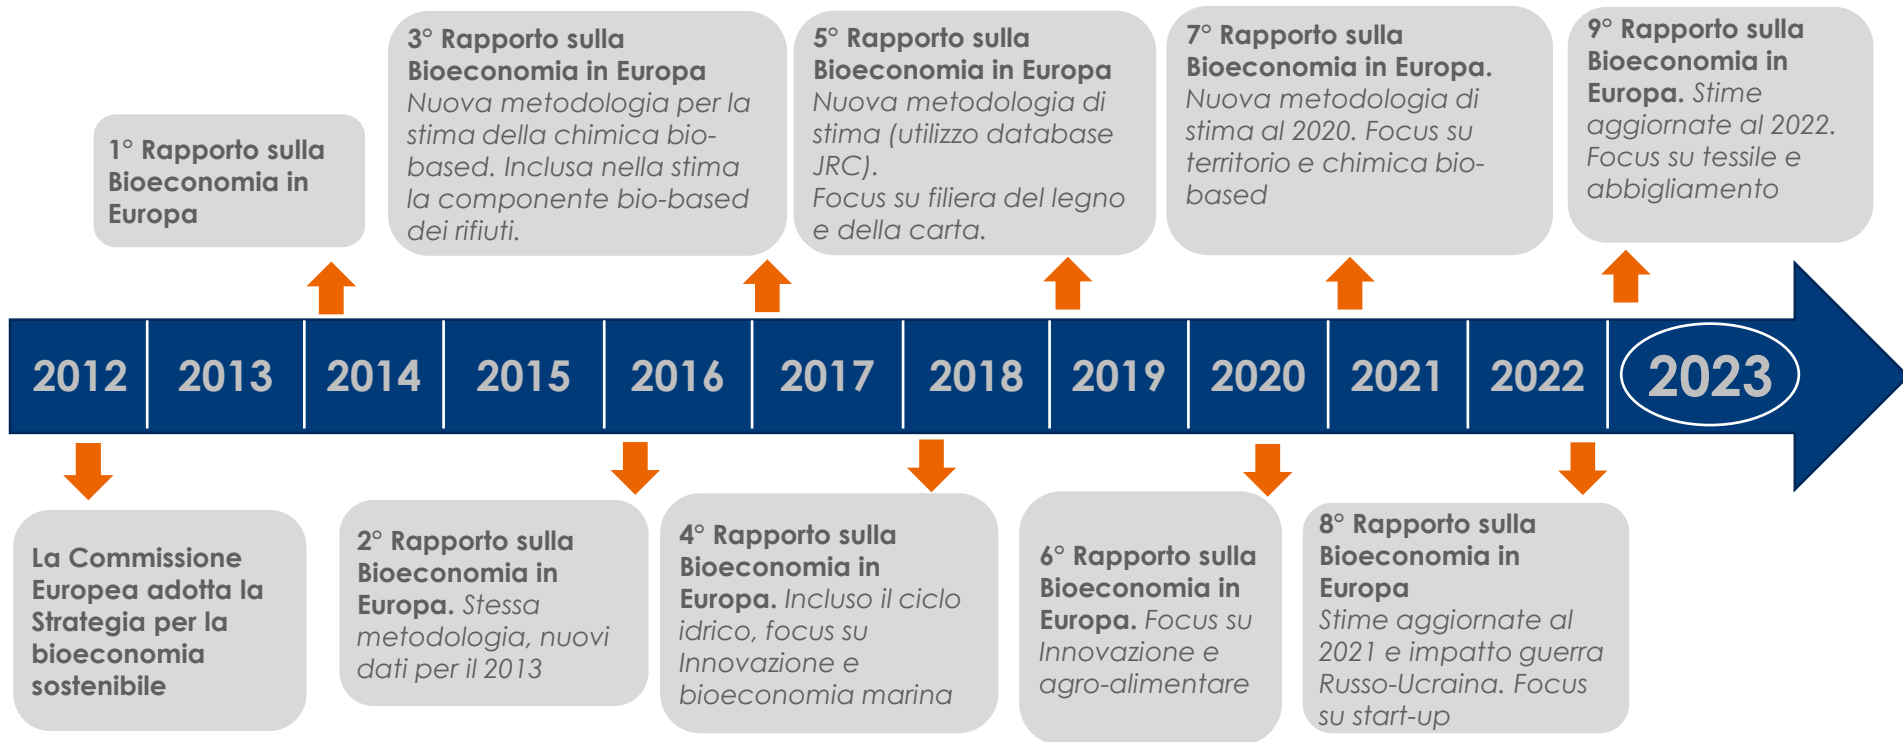 1° Rapporto sulla
Bioeconomia in
Europa
3° Rapporto sulla
Bioeconomia in Europa
Nuova metodologia per la
stima della chimica bio-
based. Inclusa nella stima
la componente bio-based
dei rifiuti.
5° Rapporto sulla
Bioeconomia in Europa
Nuova metodologia di
stima (utilizzo database
JRC).
Focus su filiera del legno
e della carta.
7° Rapporto sulla
Bioeconomia in Europa.
Nuova metodologia di
stima al 2020. Focus su
territorio e chimica bio-
based
9° Rapporto sulla
Bioeconomia in
Europa. Stime
aggiornate al 2022.
Focus su tessile e
abbigliamento
2012
2013
2014
2015
2016
2017
2018
2019
2020
2021
2022
2023
La Commissione
Europea adotta la
Strategia per la
bioeconomia
sostenibile
2° Rapporto sulla
Bioeconomia in
Europa. Stessa
metodologia, nuovi
dati per il 2013
4° Rapporto sulla
Bioeconomia in
Europa. Incluso il ciclo
idrico, focus su
Innovazione e
bioeconomia marina
6° Rapporto sulla
Bioeconomia in
Europa. Focus su
Innovazione e
agro-alimentare
8° Rapporto sulla
Bioeconomia in
Europa
Stime aggiornate al
2021 e impatto guerra
Russo-Ucraina. Focus
su start-up